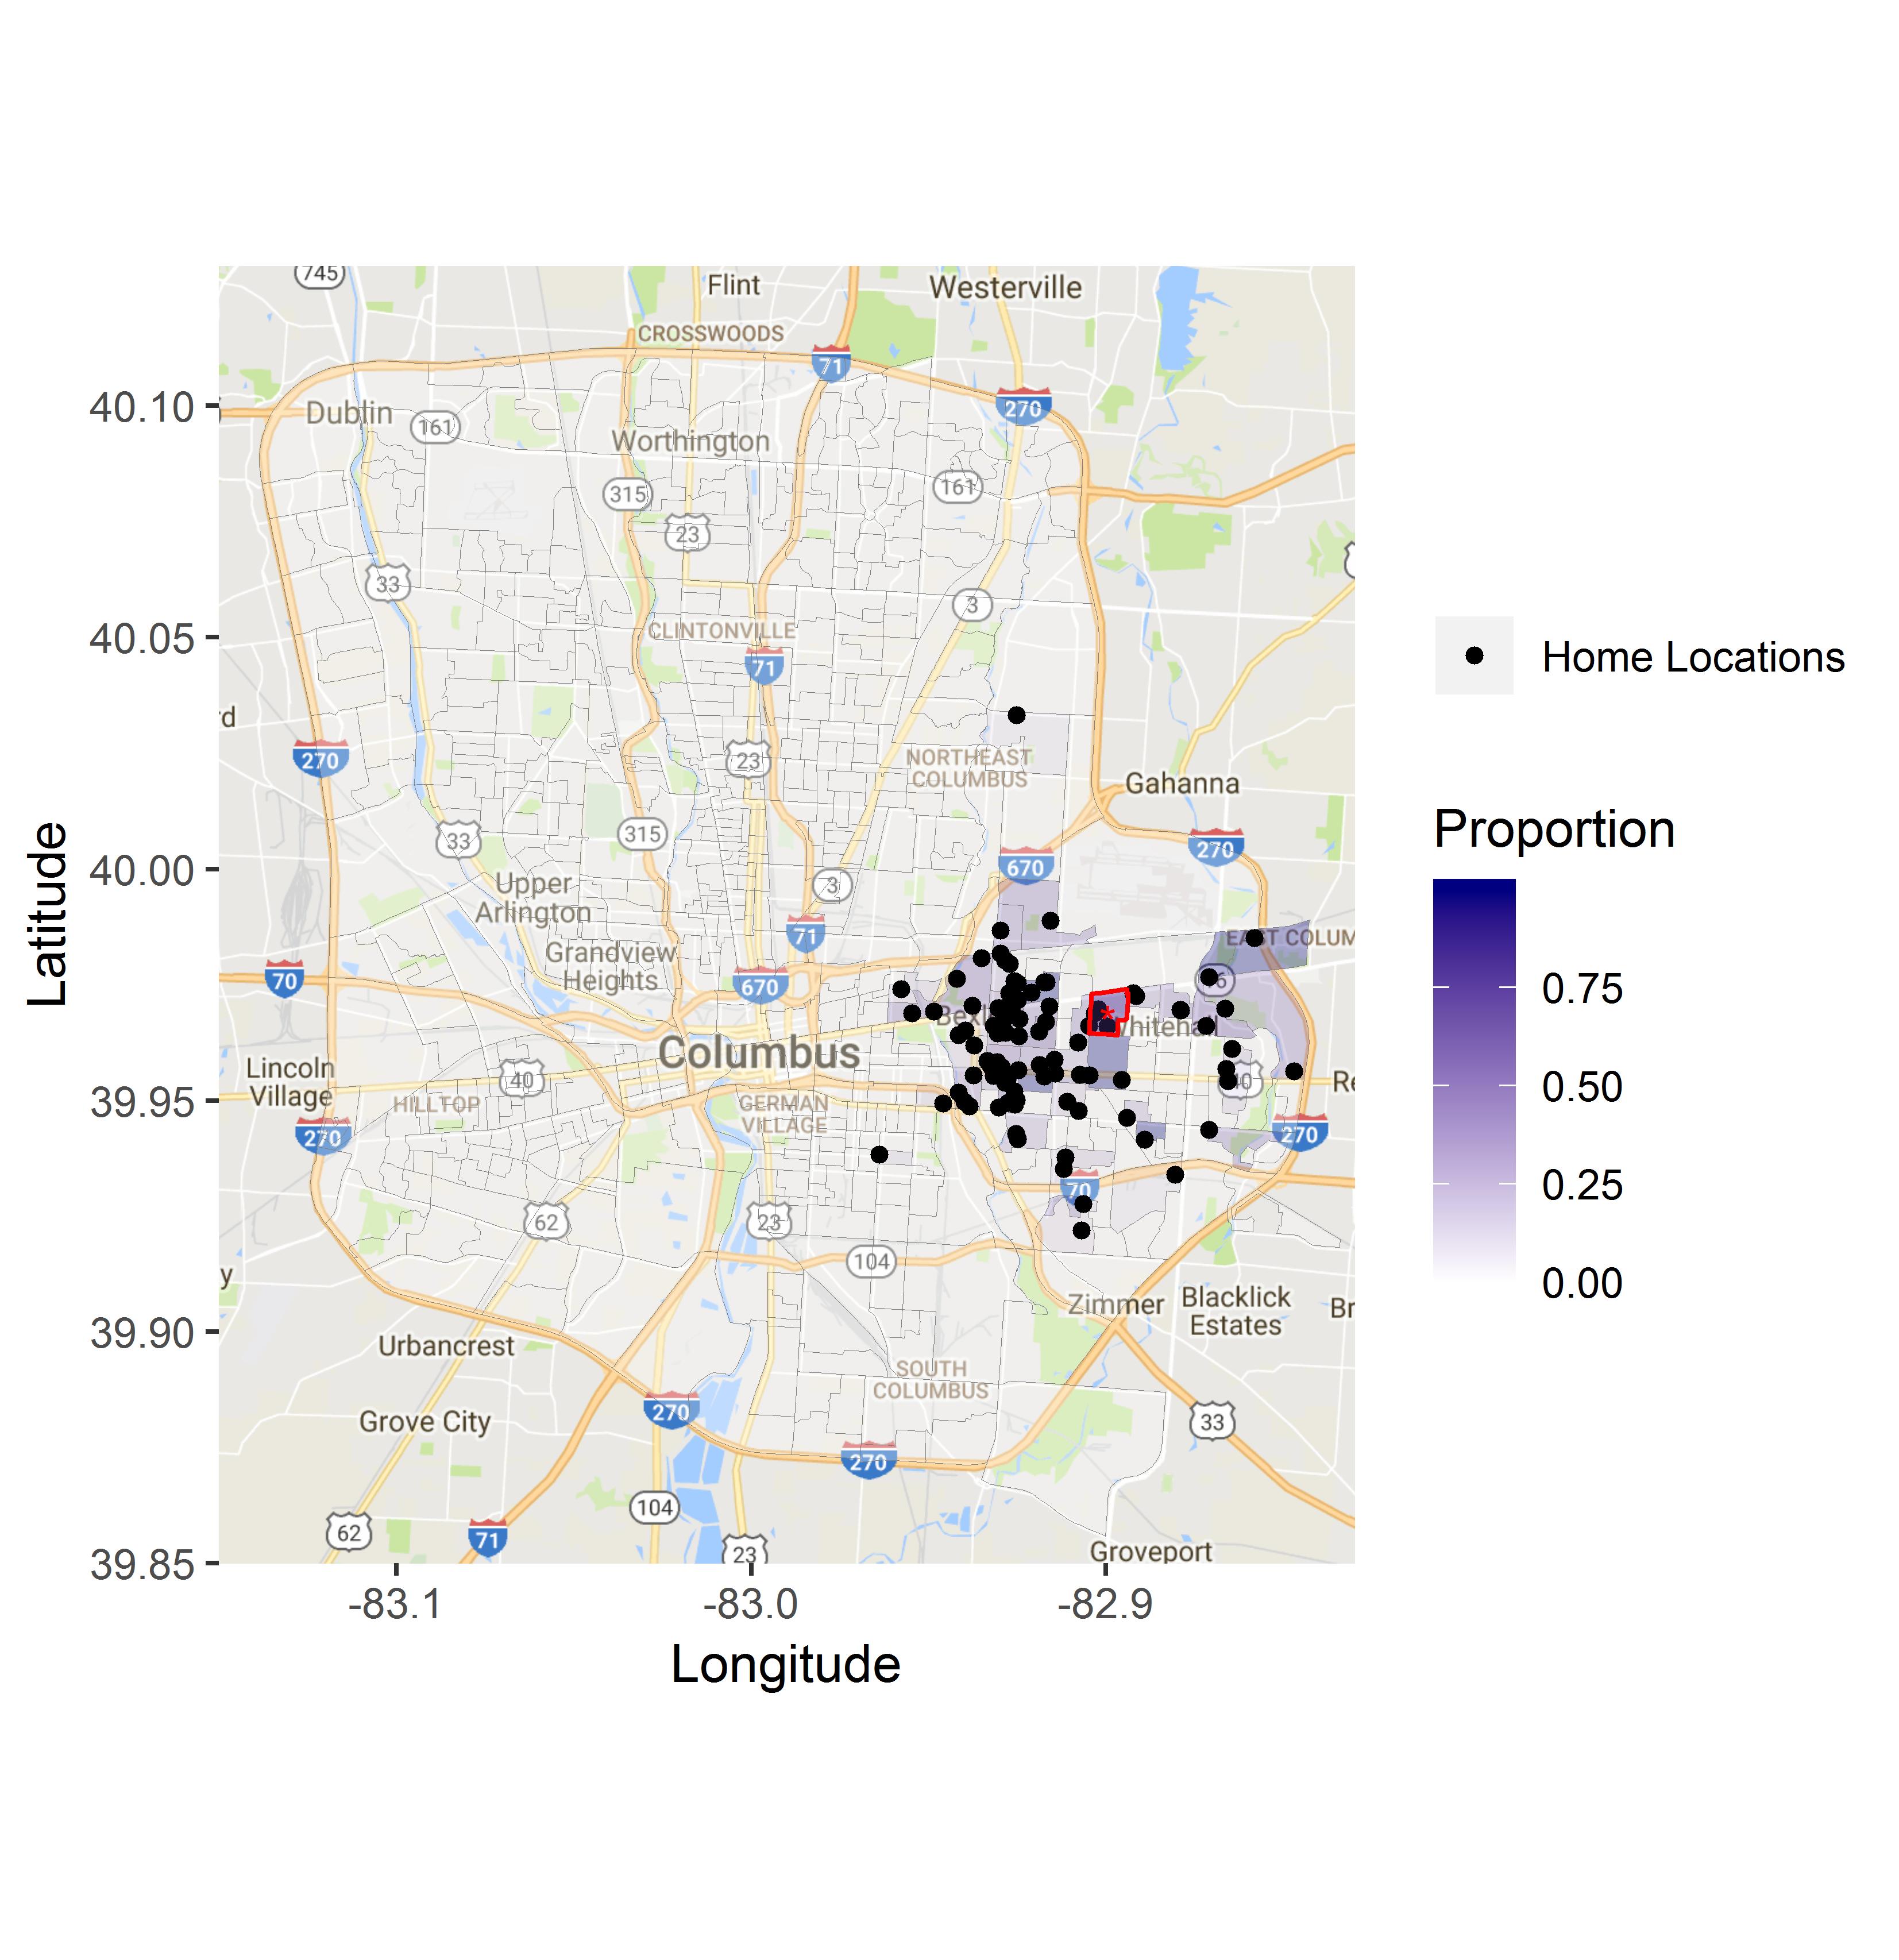 745
Flint
Westerville
CROSSWOODS
71
270
40.10
Dublin
161
Worthington
315
161
23
33
3
40.05
CLINTONVILLE
71
Home Locations
270
23
NORTHEAST
COLUMBUS
Gahanna
Proportion
33
315
270
40.00
670
Upper
Arlington
3
Latitude
71
EAST COLUM
Grandview
Heights
70
670
0.75
Bexl
*
Whitehall
Columbus
Lincoln
Village
40
40
Re
0.50
39.95
HILLTOP
GERMAN
VILLAGE
270
270
70
0.25
62
23
104
y
0.00
Zimmer
Blacklick
Estates
Br
39.90
Urbancrest
SOUTH
COLUMBUS
270
Grove City
33
270
104
62
71
23
Groveport
39.85
-83.1
-83.0
-82.9
Longitude